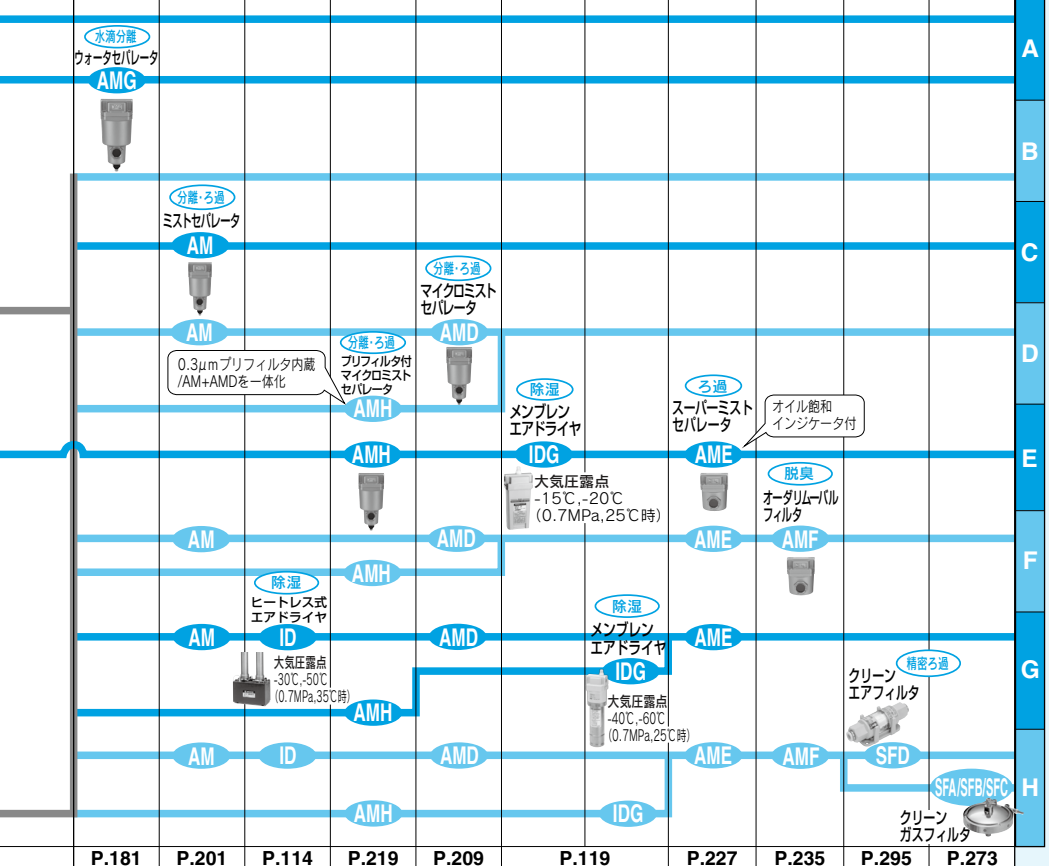 水滴分離
ウォータセパレータ
AMG
A
B
分離・ろ過
ミストセパレータ
AM
C
分離・ろ過
マイクロミスト
セパレータ
AM
AMD
D
0.3μmプリフィルタ内蔵
/AM+AMDを一体化
分離・ろ過
プリフィルタ付
マイクロミスト
セパレータ
AMH
除湿
メンブレン
エアドライヤ
ろ過
スーパーミスト
セパレータ
オイル飽和
インジケータ付
AMH
IDG
AME
E
大気圧露点
-15℃,-20℃
(0.7MPa,25℃時)
脱臭
オーダリムーバル
フィルタ
AM
AMD
AME
AMF
F
AMH
除湿
ヒートレス式
エアドライヤ
除湿
メンブレン
エアドライヤ
AM
ID
AMD
AME
G
大気圧露点
-30℃,-50℃
(0.7MPa,35℃時)
IDG
AMH
大気圧露点
-40℃,-60℃
(0.7MPa,25℃時)
精密ろ過
クリーン
エアフィルタ
AM
ID
AMD
AME
AMF
SFD
SFA/SFB/SFC
H
AMH
IDG
クリーン
ガスフィルタ
P.181
P.201
P.114
P.219
P.209
P.119
P.227
P.235
P.295
P.273